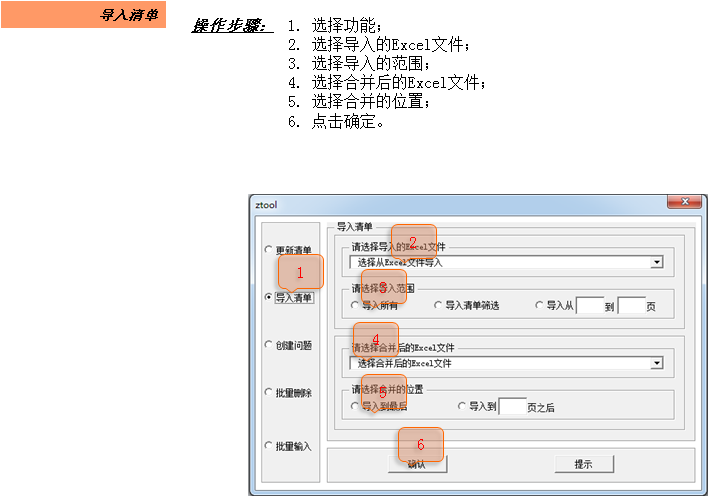 导入清单
操作步骤：
1. 选择功能；
2. 选择导入的Excel文件；
3. 选择导入的范围；
4. 选择合并后的Excel文件；
5. 选择合并的位置；
6. 点击确定。
ztool
更新清单
导入清单
创建问题
批量删除
批量输入
导入清单
请选择导入的Excel文件
选择从Excel文件导入
请选择导入范围
导入所有 导入清单筛选 导入从 到 页
请选择合并后的Excel文件
选择合并后的Excel文件
请选择合并的位置
导入到最后 导入到 页之后
确认 提示
1
2
3
4
5
6